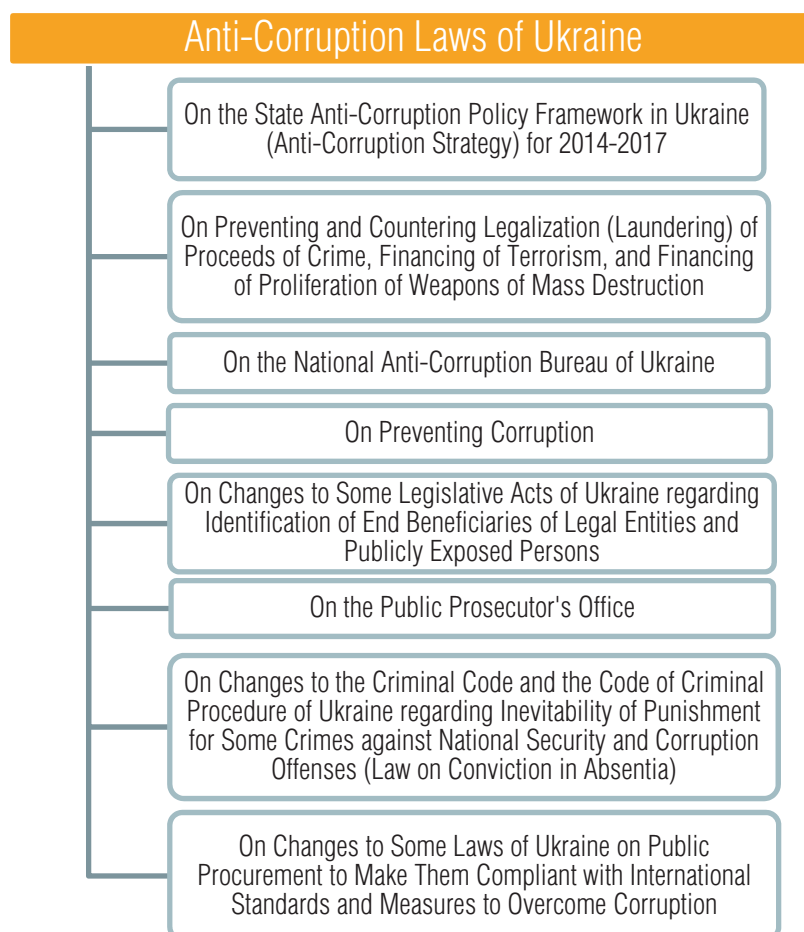 Anti-Corruption Laws of Ukraine
On the State Anti-Corruption Policy Framework in Ukraine
(Anti-Corruption Strategy) for 2014-2017
On Preventing and Countering Legalization (Laundering) of
Proceeds of Crime, Financing of Terrorism, and Financing
of Proliferation of Weapons of Mass Destruction
On the National Anti-Corruption Bureau of Ukraine
On Preventing Corruption
On Changes to Some Legislative Acts of Ukraine regarding
Identification of End Beneficiaries of Legal Entities and
Publicly Exposed Persons
On the Public Prosecutor's Office
On Changes to the Criminal Code and the Code of Criminal
Procedure of Ukraine regarding Inevitability of Punishment
for Some Crimes against National Security and Corruption
Offenses (Law on Conviction in Absentia)
On Changes to Some Laws of Ukraine on Public
Procurement to Make Them Compliant with International
Standards and Measures to Overcome Corruption